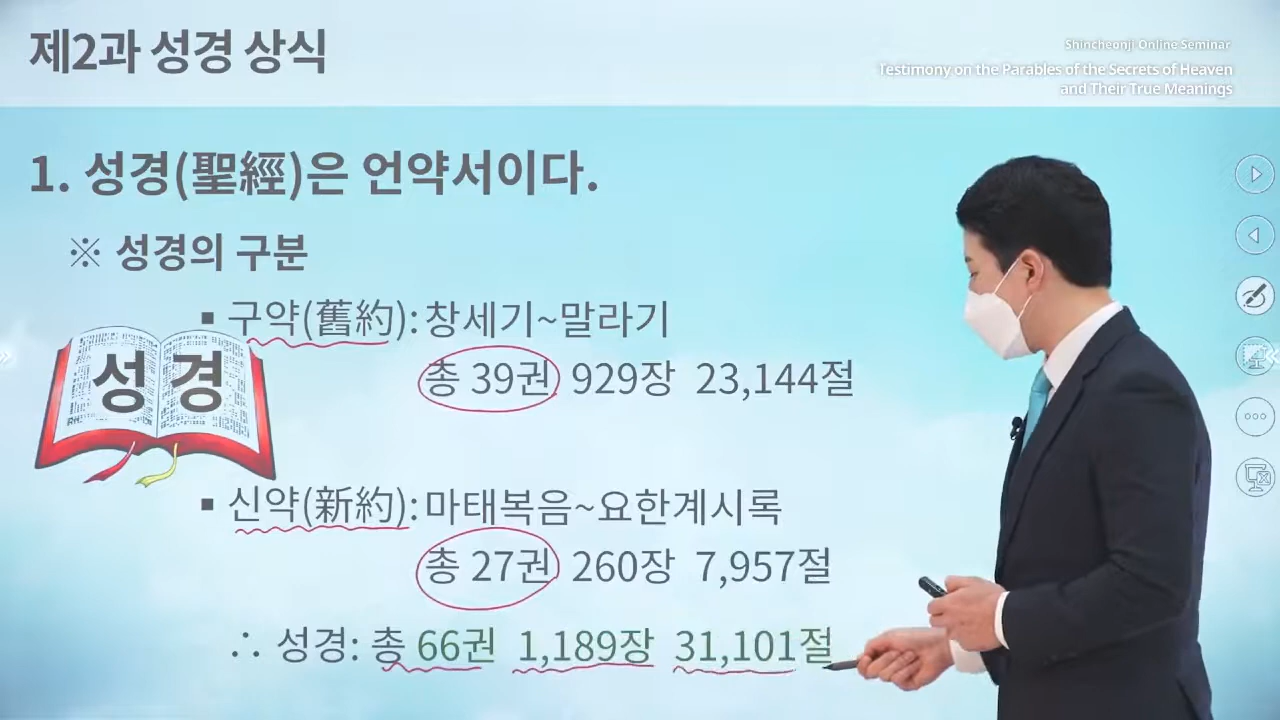 제2과 성경 상식
Shincheonji Online Seminar
Testimony on the Parables of the Secrets of Heaven
and Their True Meanings
1. 성경(聖經)은 언약서이다.
※ 성경의 구분
▪ 구약(舊約): 창세기~말라기
총 39권 929장 23,144절
성경
▪ 신약(新約): 마태복음~요한계시록
총 27권 260장 7,957절
∴ 성경: 총 66권 1,189장 31,101절